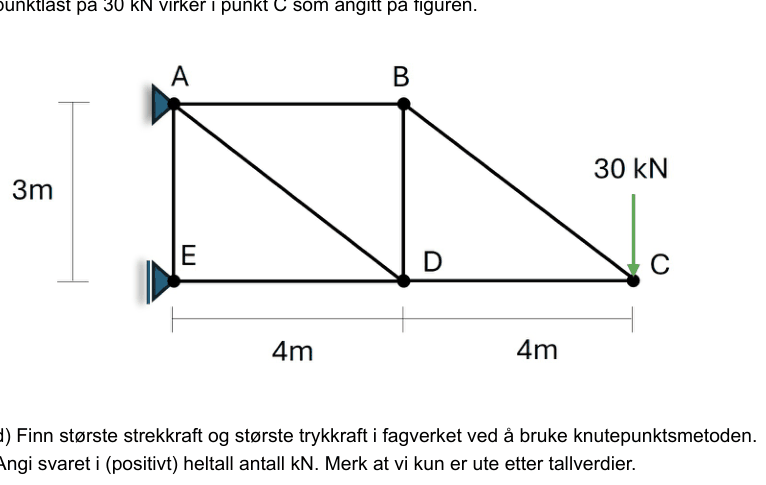 punktlast på 30 kN virker i punkt C som angitt på figuren.
A
B
30 kN
3m
E
D
C
4m
4m
d) Finn største strekkraft og største trykkraft i fagverket ved å bruke knutepunktsmetoden.
Angi svaret i (positivt) heltall antall kN. Merk at vi kun er ute etter tallverdier.